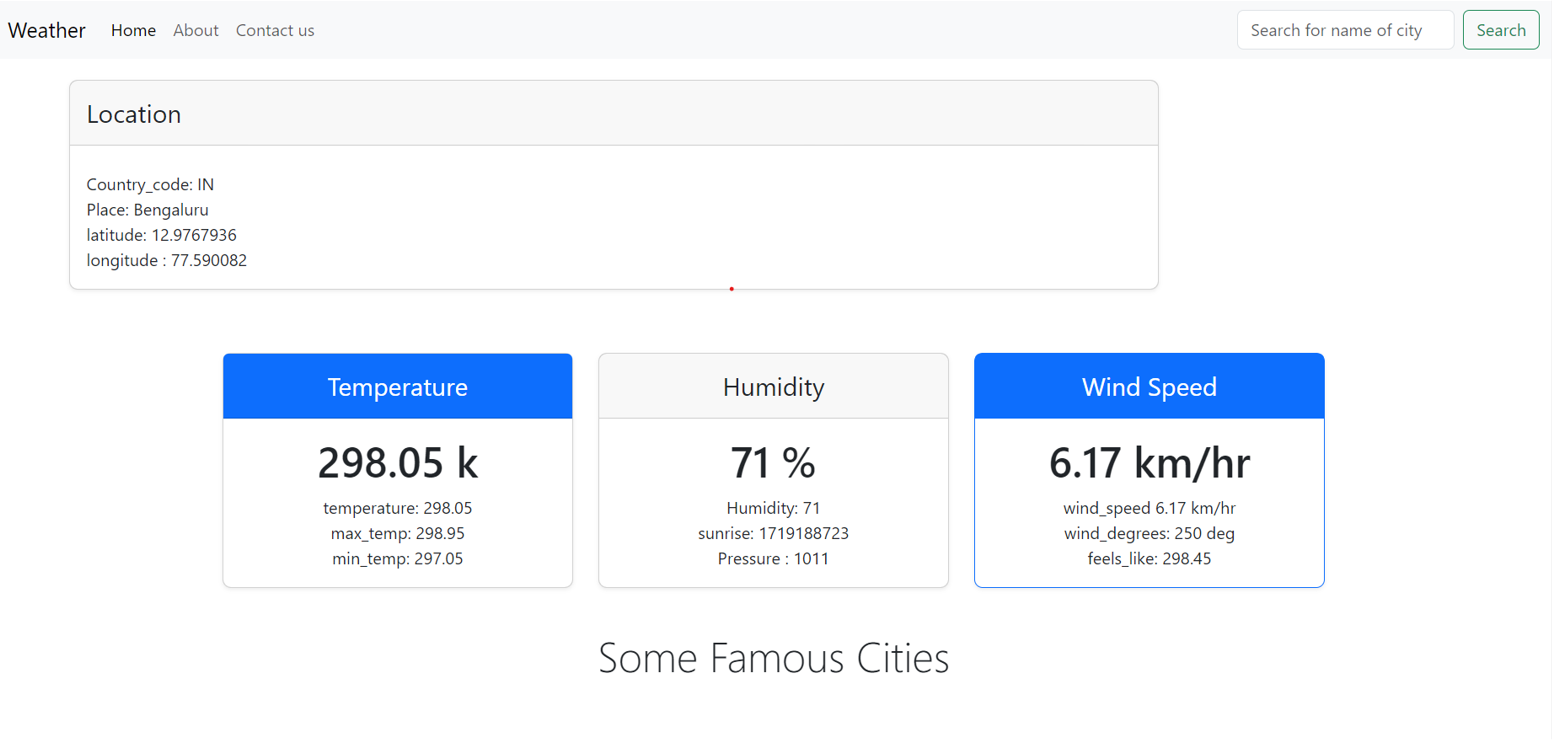 Weather Home About Contact us Search for name of city Search
Location
Country_code: IN
Place: Bengaluru
latitude: 12.9767936
longitude : 77.590082
Temperature
298.05 k
temperature: 298.05
max_temp: 298.95
min_temp: 297.05
Humidity
71 %
Humidity: 71
sunrise: 1719188723
Pressure : 1011
Wind Speed
6.17 km/hr
wind_speed 6.17 km/hr
wind_degrees: 250 deg
feels_like: 298.45
Some Famous Cities